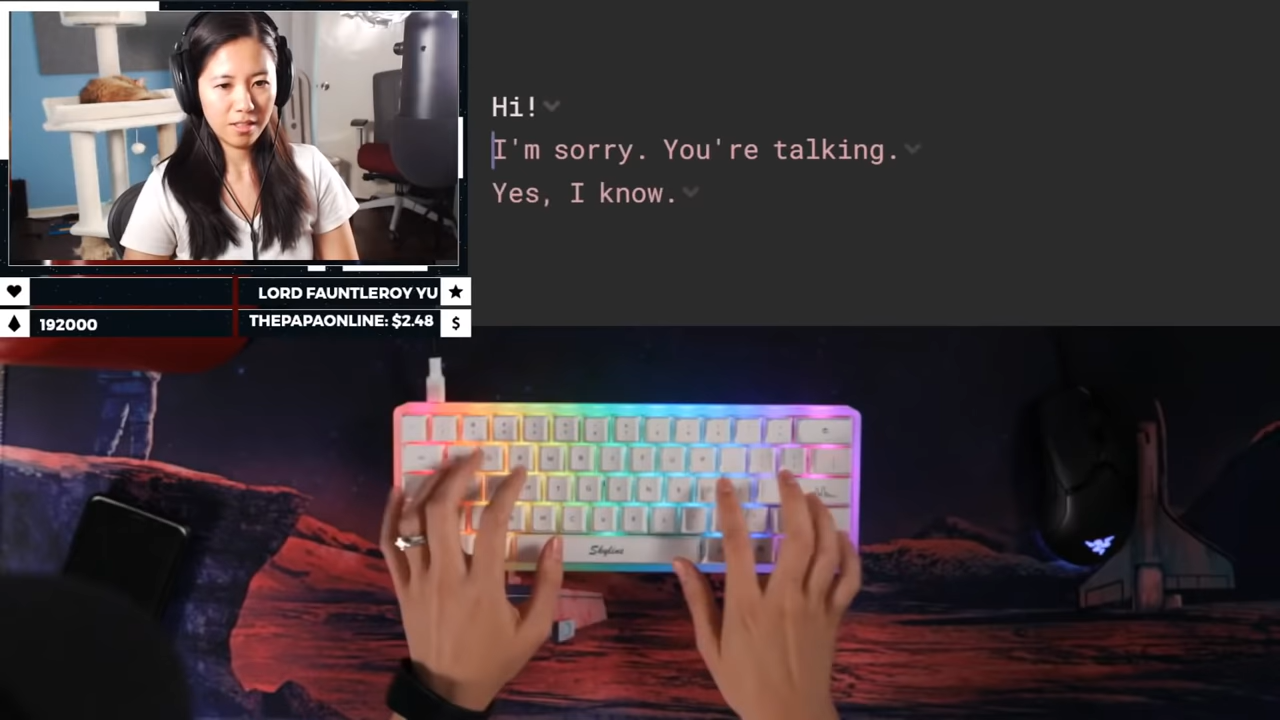 Hi!
I'm sorry. You're talking.
Yes, I know.
LORD FAUNTLEROY YU
192000
THEPAPAONLINE: $2.48
$
Skyline